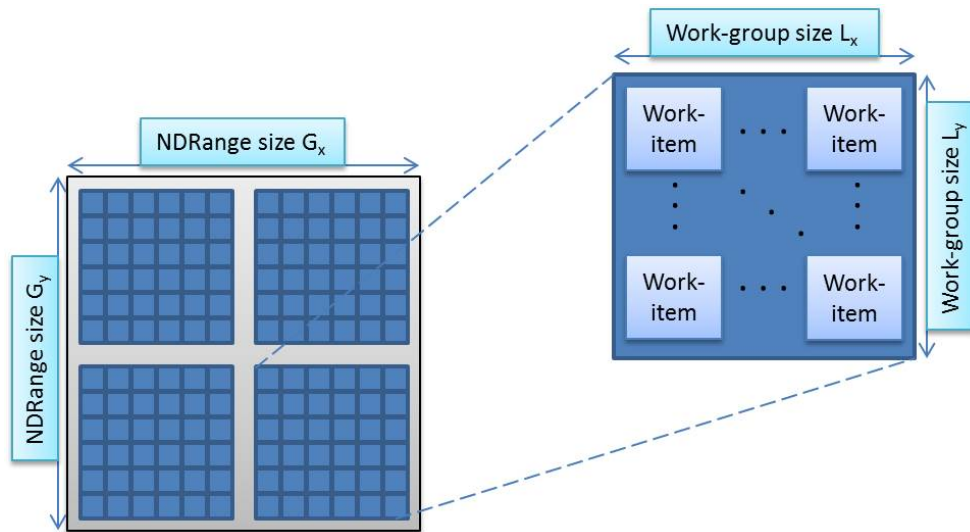 Work-group size Lx
Work-
item
Work-
item
Work-group size Ly
NDRange size Gx
NDRange size Gy
Work-
item
Work-
item